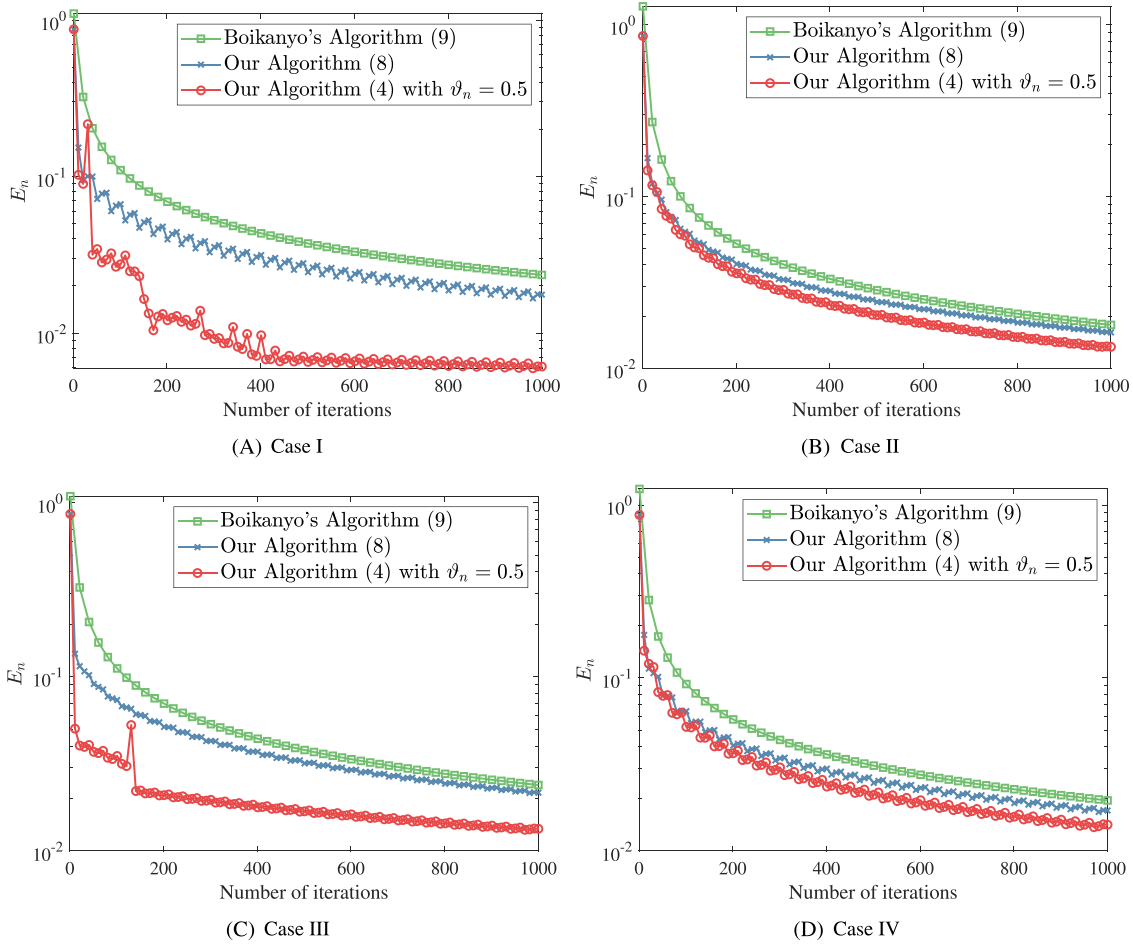 10^0
10^-1
10^-2
E_n
Boikanyo's Algorithm (9)
Our Algorithm (8)
Our Algorithm (4) with ϑ_n = 0.5
0 200 400 600 800 1000
Number of iterations
(A) Case I
10^0
10^-1
10^-2
E_n
Boikanyo's Algorithm (9)
Our Algorithm (8)
Our Algorithm (4) with ϑ_n = 0.5
0 200 400 600 800 1000
Number of iterations
(B) Case II
10^0
10^-1
10^-2
E_n
Boikanyo's Algorithm (9)
Our Algorithm (8)
Our Algorithm (4) with ϑ_n = 0.5
0 200 400 600 800 1000
Number of iterations
(C) Case III
10^0
10^-1
10^-2
E_n
Boikanyo's Algorithm (9)
Our Algorithm (8)
Our Algorithm (4) with ϑ_n = 0.5
0 200 400 600 800 1000
Number of iterations
(D) Case IV